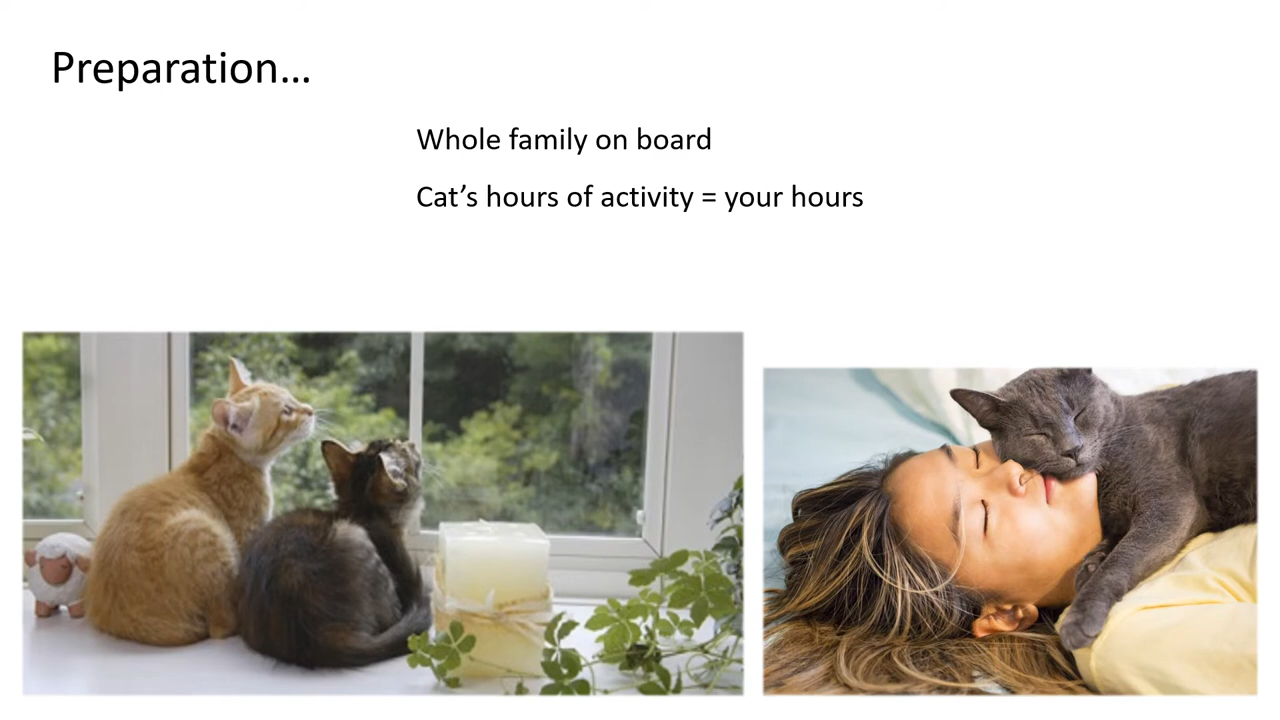 Preparation…
Whole family on board
Cat’s hours of activity = your hours